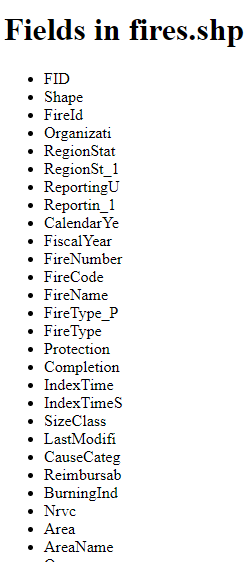 Fields in fires.shp
FID
Shape
FireId
Organizati
RegionStat
RegionSt_1
ReportingU
Reportin_1
CalendarYe
FiscalYear
FireNumber
FireCode
FireName
FireType_P
FireType
Protection
Completion
IndexTime
IndexTimeS
SizeClass
LastModifi
CauseCateg
Reimbursab
BurningInd
Nrvc
Area
AreaName